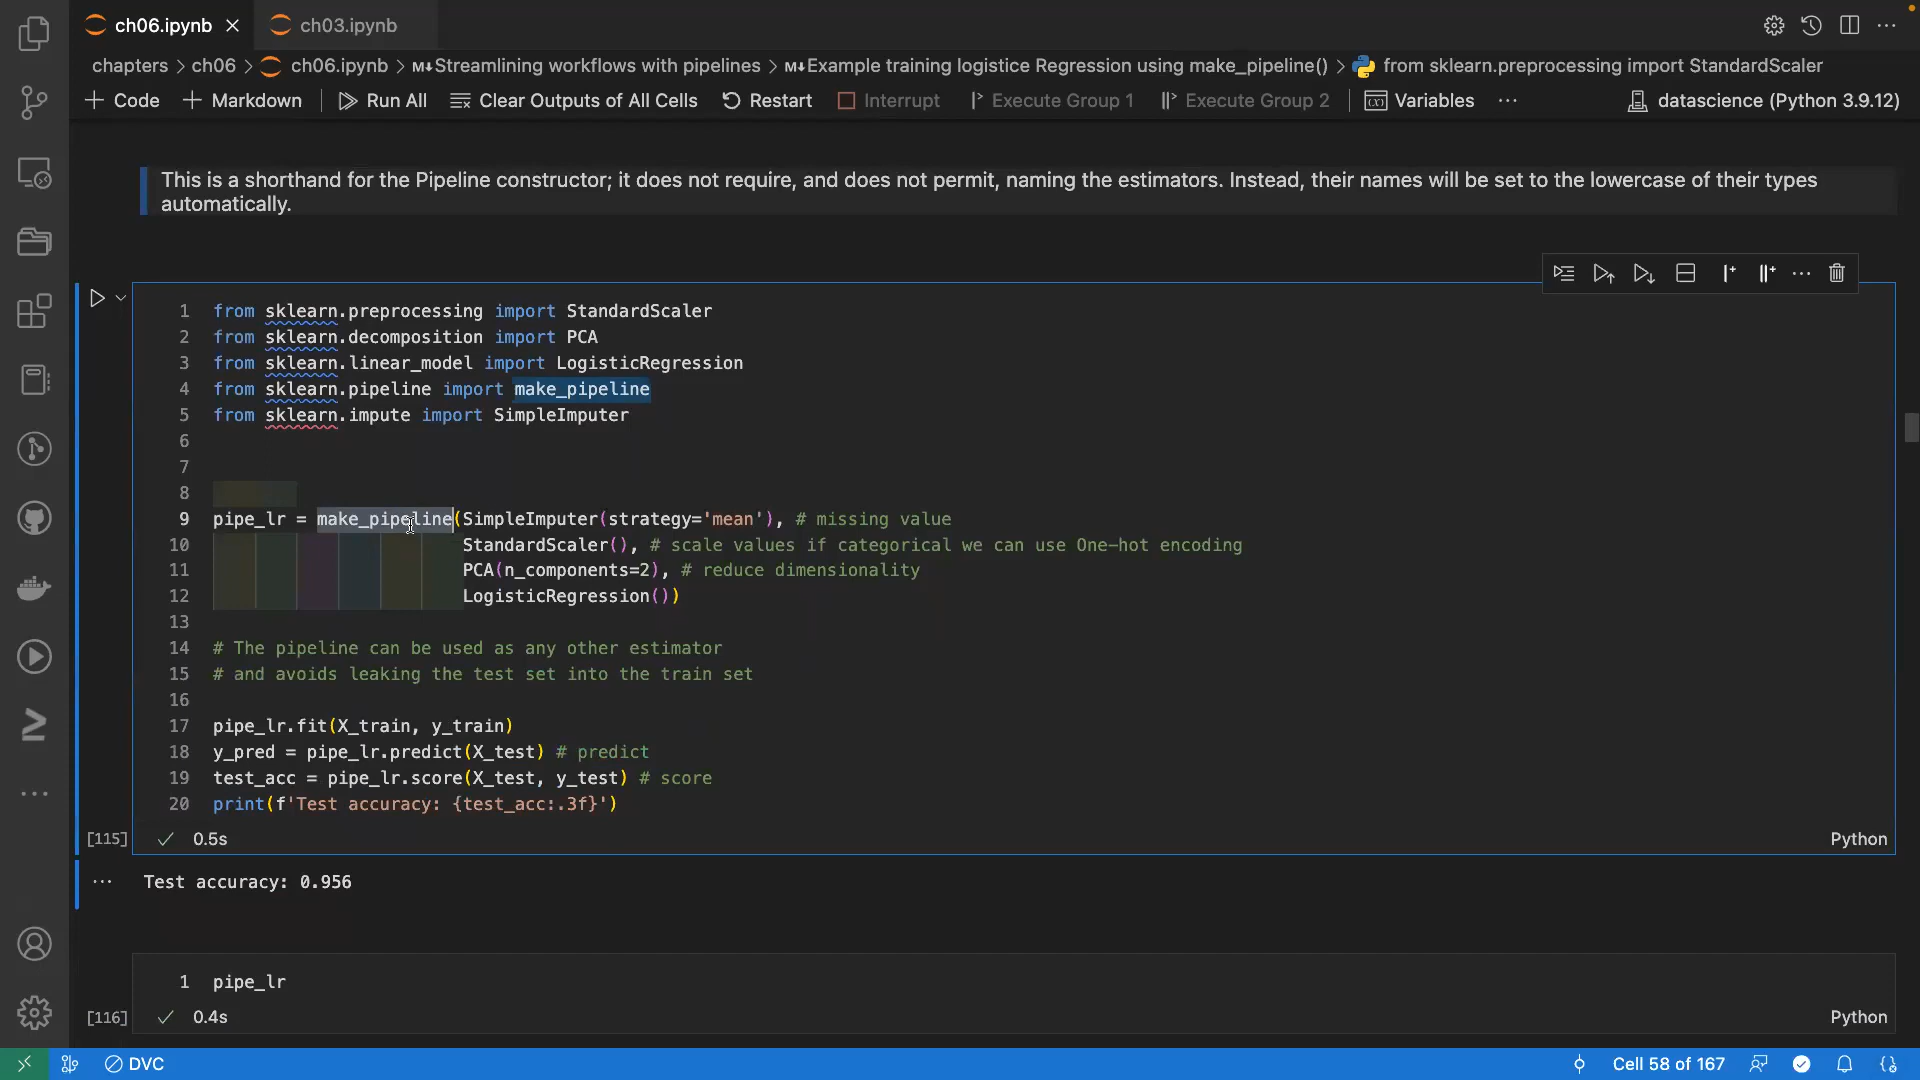 ch06.ipynb
ch03.ipynb
chapters > ch06 > ch06.ipynb > M↓Streamlining workflows with pipelines > M↓Example training logistice Regression using make_pipeline() > from sklearn.preprocessing import StandardScaler
+ Code + Markdown Run All Clear Outputs of All Cells Restart Interrupt Execute Group 1 Execute Group 2 Variables ··· datascience (Python 3.9.12)
This is a shorthand for the Pipeline constructor; it does not require, and does not permit, naming the estimators. Instead, their names will be set to the lowercase of their types
automatically.
1 from sklearn.preprocessing import StandardScaler
2 from sklearn.decomposition import PCA
3 from sklearn.linear_model import LogisticRegression
4 from sklearn.pipeline import make_pipeline
5 from sklearn.impute import SimpleImputer
6
7
8
9 pipe_lr = make_pipeline(SimpleImputer(strategy='mean'), # missing value
10 StandardScaler(), # scale values if categorical we can use One-hot encoding
11 PCA(n_components=2), # reduce dimensionality
12 LogisticRegression())
13
14 # The pipeline can be used as any other estimator
15 # and avoids leaking the test set into the train set
16
17 pipe_lr.fit(X_train, y_train)
18 y_pred = pipe_lr.predict(X_test) # predict
19 test_acc = pipe_lr.score(X_test, y_test) # score
20 print(f'Test accuracy: {test_acc:.3f}')
[115] ✓ 0.5s Python
Test accuracy: 0.956
1 pipe_lr
[116] ✓ 0.4s Python
DVC Cell 58 of 167